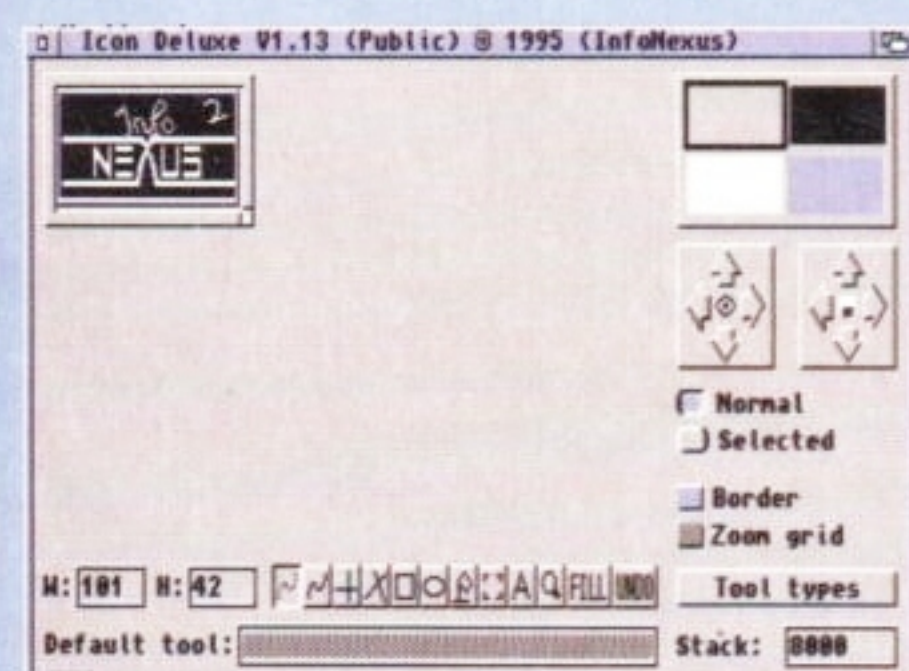 Icon Deluxe V1.13 (Public) © 1995 (InfoNexus)
Info 2
NEXUS
Normal
Selected
Border
Zoom grid
W: 101 H: 42 A FILL UNDO Tool types
Default tool: Stack: 8000